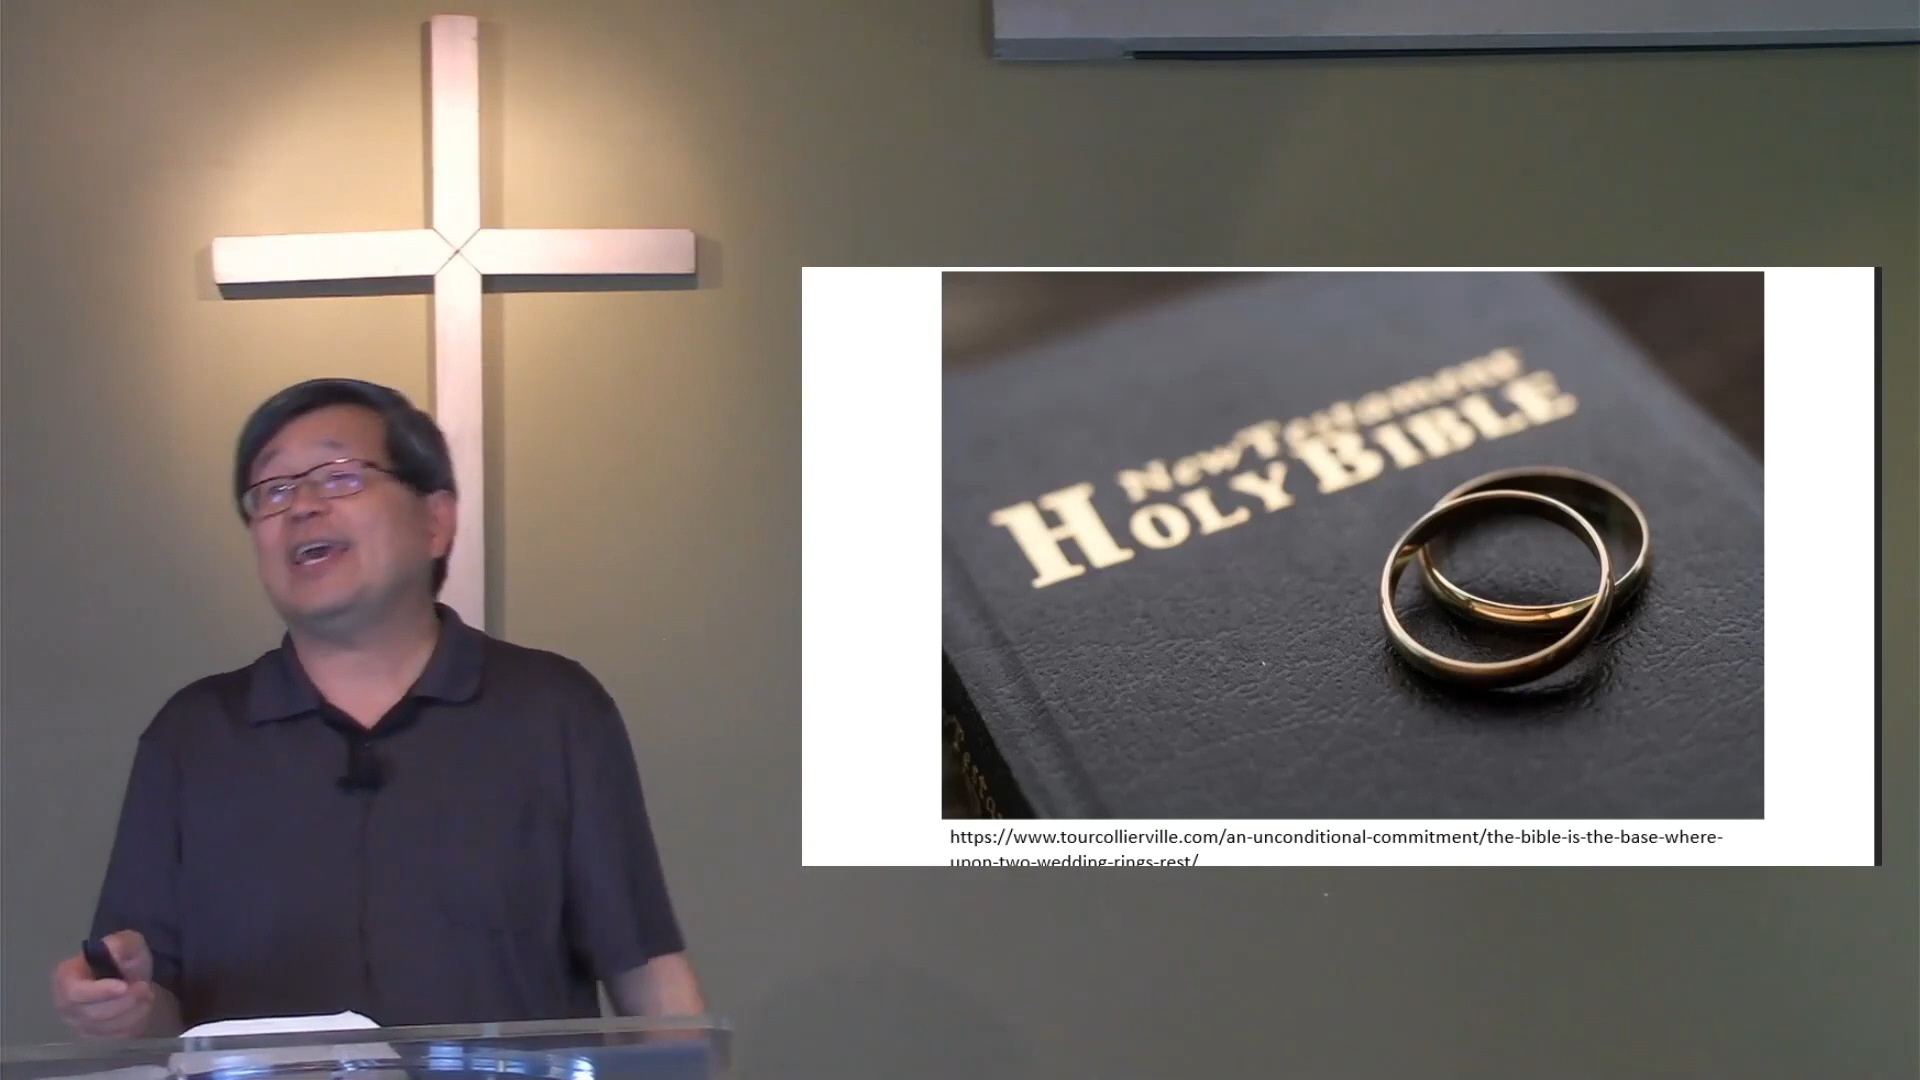 New Testament
HOLY BIBLE
https://www.tourcollierville.com/an-unconditional-commitment/the-bible-is-the-base-where-
upon-two-wedding-rings-rest/